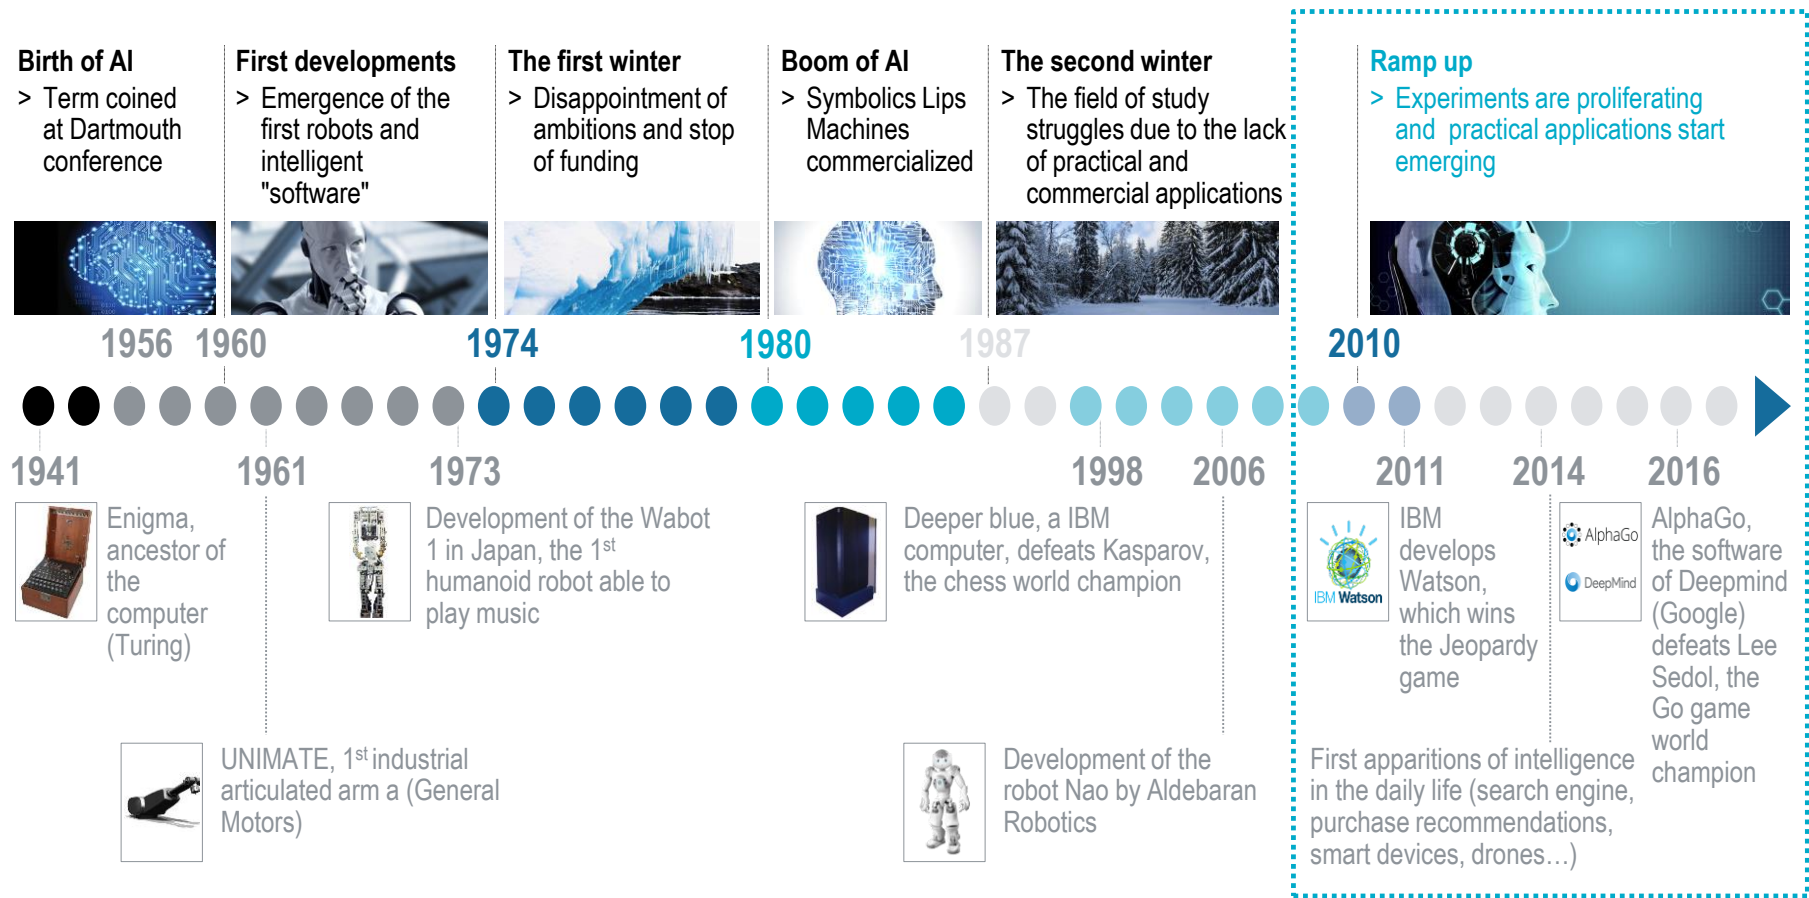 Birth of AI
> Term coined
at Dartmouth
conference
First developments
> Emergence of the
first robots and
intelligent
"software"
The first winter
> Disappointment of
ambitions and stop
of funding
Boom of AI
> Symbolics Lips
Machines
commercialized
The second winter
> The field of study
struggles due to the lack
of practical and
commercial applications
Ramp up
> Experiments are proliferating
and practical applications start
emerging
1956
1960
1974
1980
1987
2010
1941
1961
1973
1998
2006
2011
2014
2016
Enigma,
ancestor of
the
computer
(Turing)
Development of the Wabot
1 in Japan, the 1st
humanoid robot able to
play music
Deeper blue, a IBM
computer, defeats Kasparov,
the chess world champion
IBM Watson
IBM
develops
Watson,
which wins
the Jeopardy
game
AlphaGo
DeepMind
AlphaGo,
the software
of Deepmind
(Google)
defeats Lee
Sedol, the
Go game
world
champion
UNIMATE, 1st industrial
articulated arm a (General
Motors)
Development of the
robot Nao by Aldebaran
Robotics
First apparitions of intelligence
in the daily life (search engine,
purchase recommendations,
smart devices, drones…)